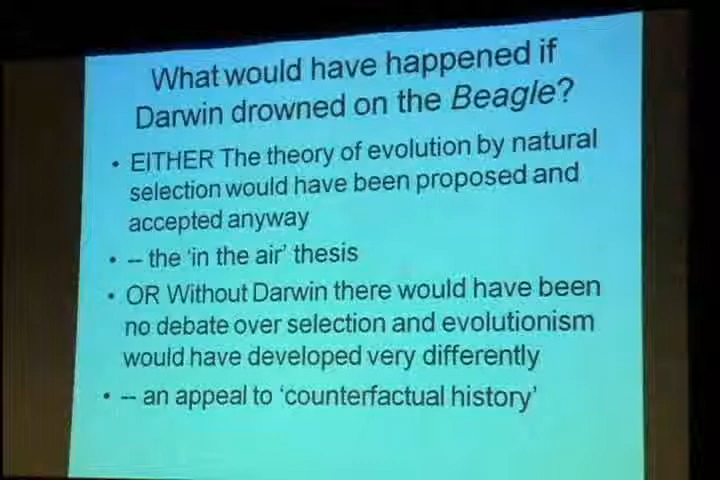 What would have happened if
Darwin drowned on the Beagle?
• EITHER The theory of evolution by natural
selection would have been proposed and
accepted anyway
• -- the 'in the air' thesis
• OR Without Darwin there would have been
no debate over selection and evolutionism
would have developed very differently
• -- an appeal to 'counterfactual history'